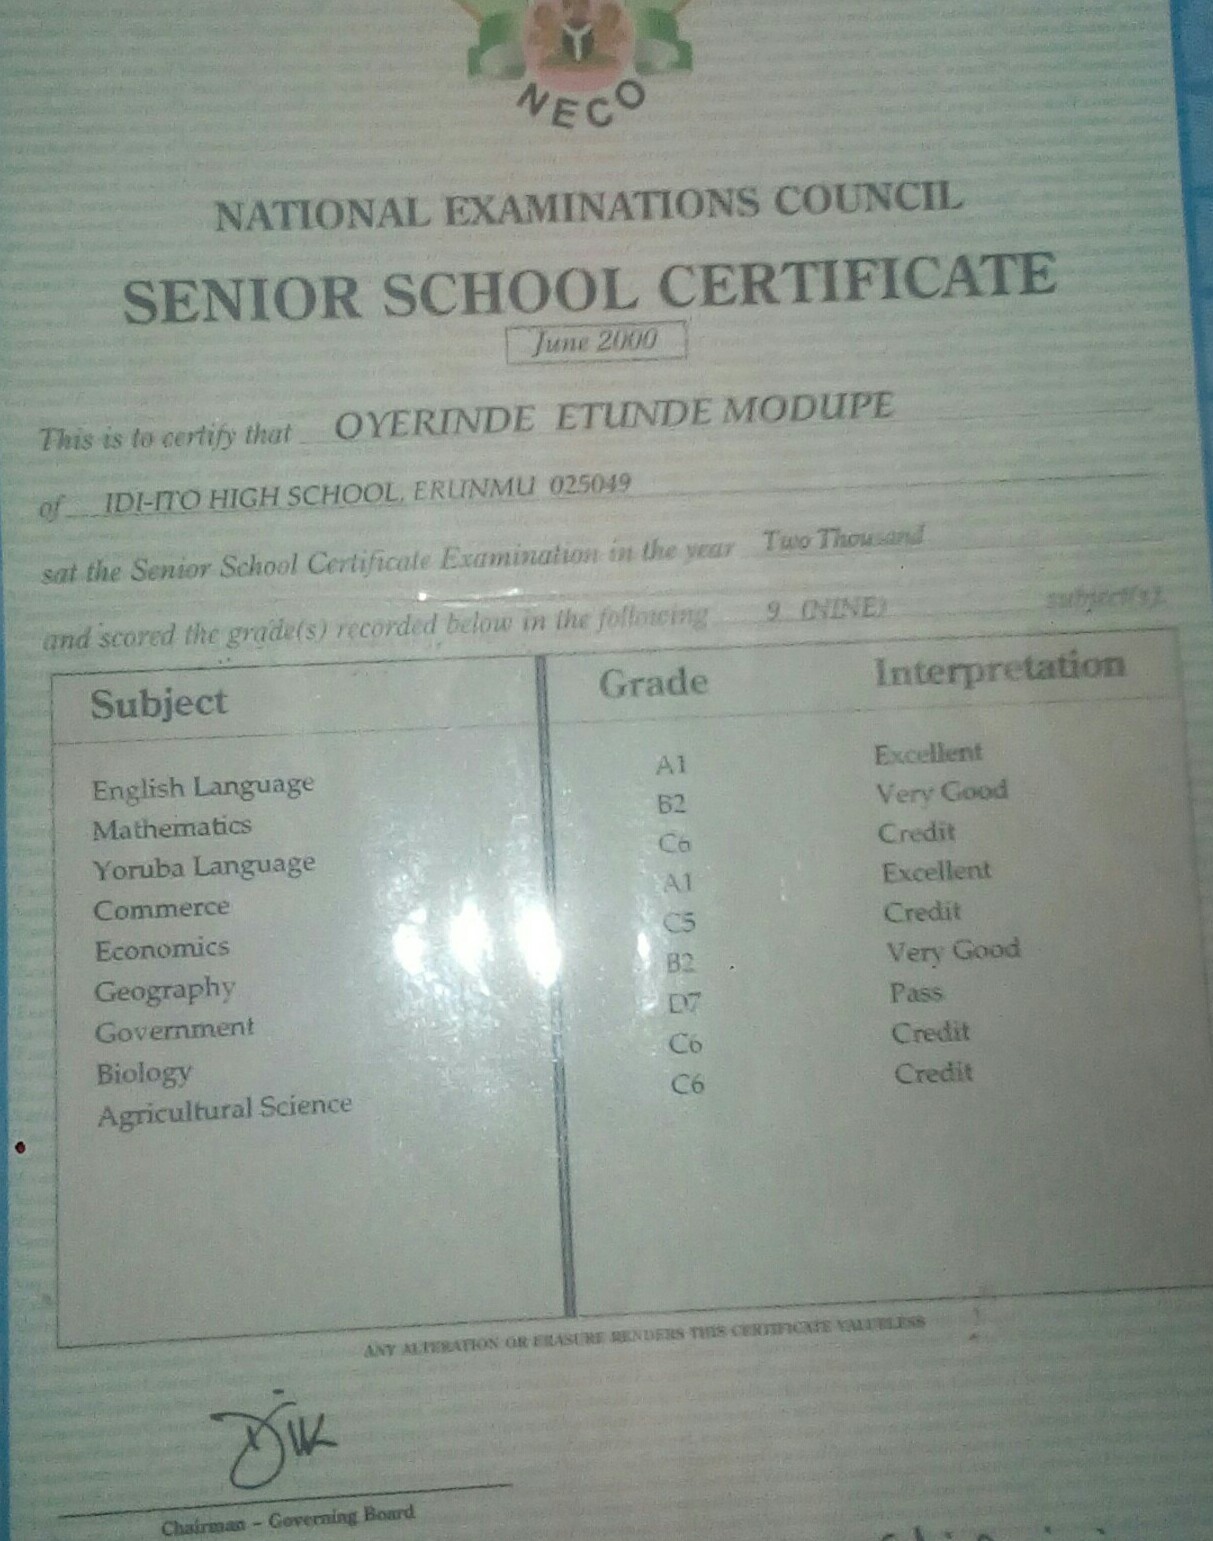 NECO
NATIONAL EXAMINATIONS COUNCIL
SENIOR SCHOOL CERTIFICATE
June 2000
This is to certify that OYERINDE ETUNDE MODUPE
of IDI-ITO HIGH SCHOOL, ERUNMU 025049
sat the Senior School Certificate Examination in the year Two Thousand
and scored the grade(s) recorded below in the following 9 (NINE) subject(s).
Subject Grade Interpretation
English Language A1 Excellent
Mathematics B2 Very Good
Yoruba Language C6 Credit
Commerce A1 Excellent
Economics C5 Credit
Geography B2 Very Good
Government D7 Pass
Biology C6 Credit
Agricultural Science C6 Credit
ANY ALTERATION OR ERASURE RENDERS THIS CERTIFICATE VALUELESS
Chairman - Governing Board